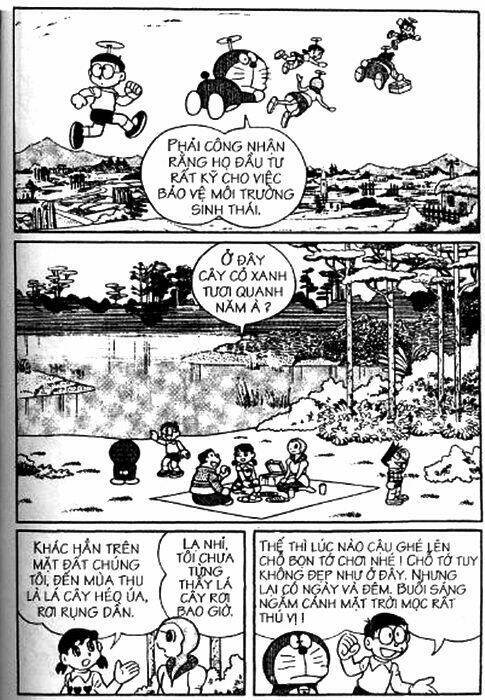 PHẢI CÔNG NHẬN
RẰNG HỌ ĐẦU TƯ
RẤT KỸ CHO VIỆC
BẢO VỆ MÔI TRƯỜNG
SINH THÁI.
Ở ĐÂY
CÂY CỎ XANH
TƯƠI QUANH
NĂM À?
KHÁC HẲN TRÊN
MẶT ĐẤT CHÚNG
TÔI, ĐẾN MÙA THU
LÀ LÁ CÂY HÉO ÚA,
RƠI RỤNG DẦN.
LẠ NHỈ,
TÔI CHƯA
TỪNG
THẤY LÁ
CÂY RƠI
BAO GIỜ.
THẾ THÌ LÚC NÀO CẬU GHÉ LÊN
CHỖ BỌN TỚ CHƠI NHÉ! CHỖ TỚ TUY
KHÔNG ĐẸP NHƯ Ở ĐÂY. NHƯNG
LẠI CÓ NGÀY VÀ ĐÊM. BUỔI SÁNG
NGẮM CẢNH MẶT TRỜI MỌC RẤT
THÚ VỊ!